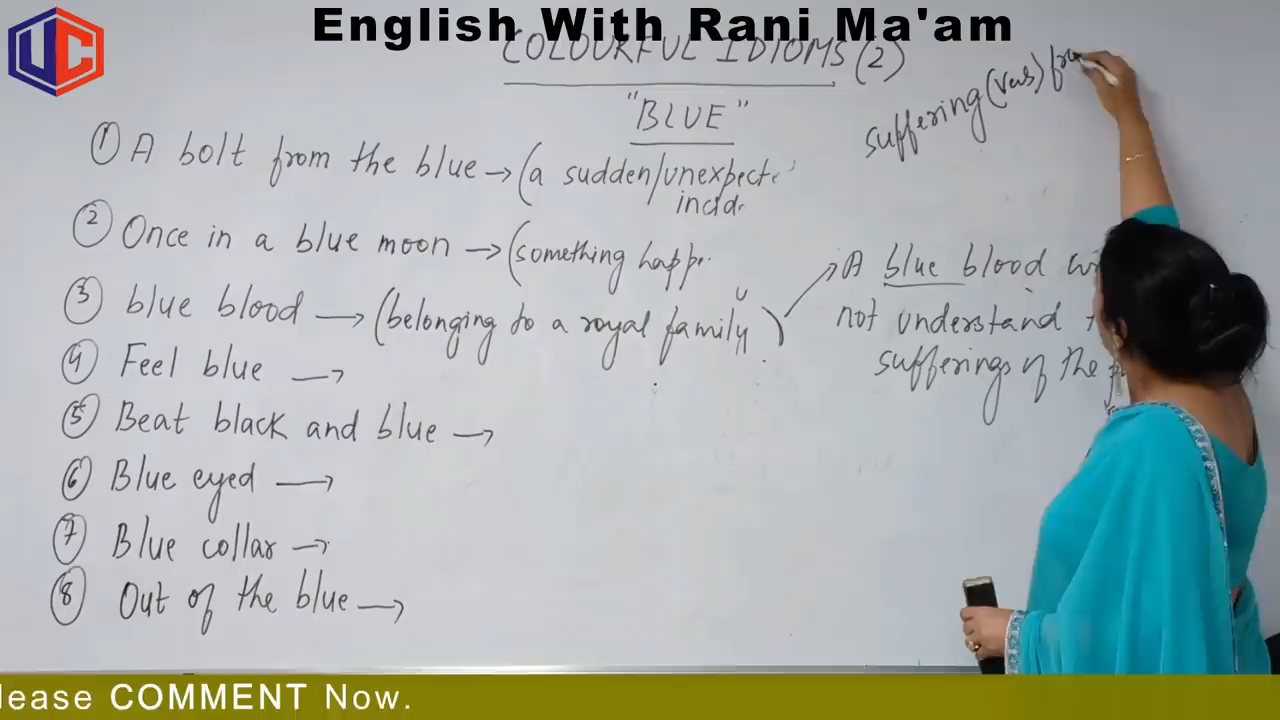 English With Rani Ma'am
UC
COLOURFUL IDIOMS (2)
"BLUE"
suffering (Verb)
① A bolt from the blue → (a sudden/unexpecte
incid
② Once in a blue moon → (something happe
③ blue blood → (belonging to a royal family)
A blue blood
not understand
sufferings of the
④ Feel blue →
⑤ Beat black and blue →
⑥ Blue eyed →
⑦ Blue collar →
⑧ Out of the blue →
lease COMMENT Now.